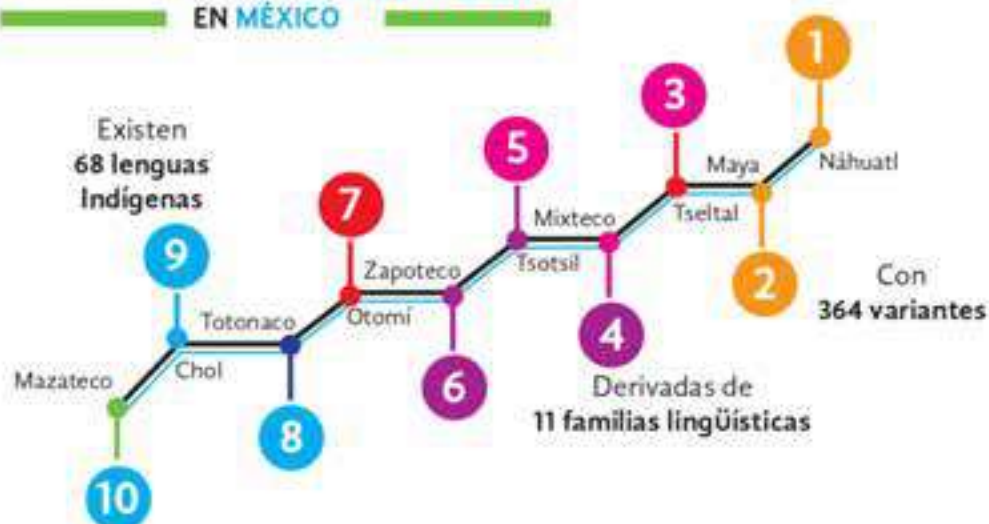 EN MÉXICO
1
3
Existen
68 lenguas
Indígenas
5
Maya
Náhuatl
7
Mixteco
Tseltal
9
Zapoteco
Tsotsil
2
Con
364 variantes
Totonaco
Otomí
4
Mazateco
Chol
6
Derivadas de
11 familias lingÜísticas
8
10